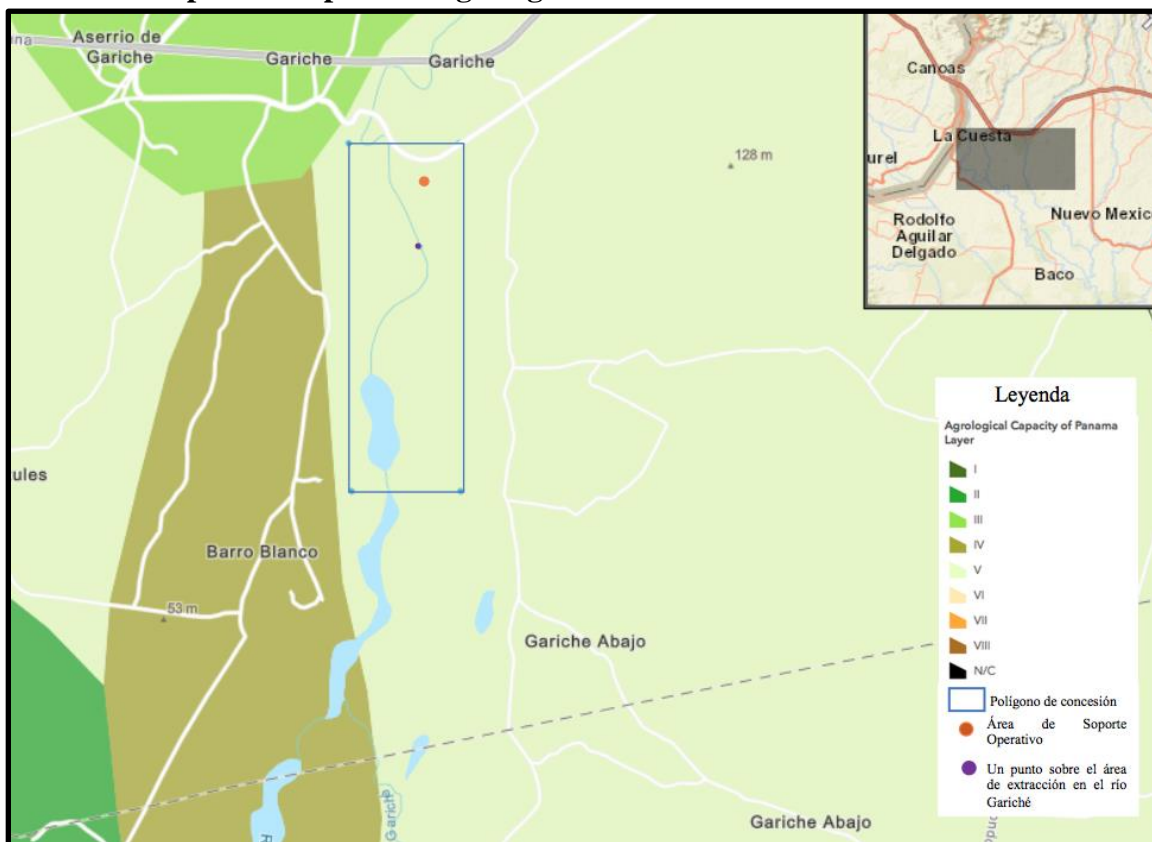 Aserrio de
Gariche
Gariche
Gariche
128 m
Canoas
La Cuesta
urel
Rodolfo
Aguilar
Delgado
Nuevo Mexico
Baco
ules
Barro Blanco
53 m
Gariche Abajo
Gariche Abajo
Garich
R
Leyenda
Agrological Capacity of Panama
Layer
I
II
III
IV
V
VI
VII
VIII
N/C
Polígono de concesión
Área de Soporte
Operativo
Un punto sobre el área
de extracción en el río
Gariché